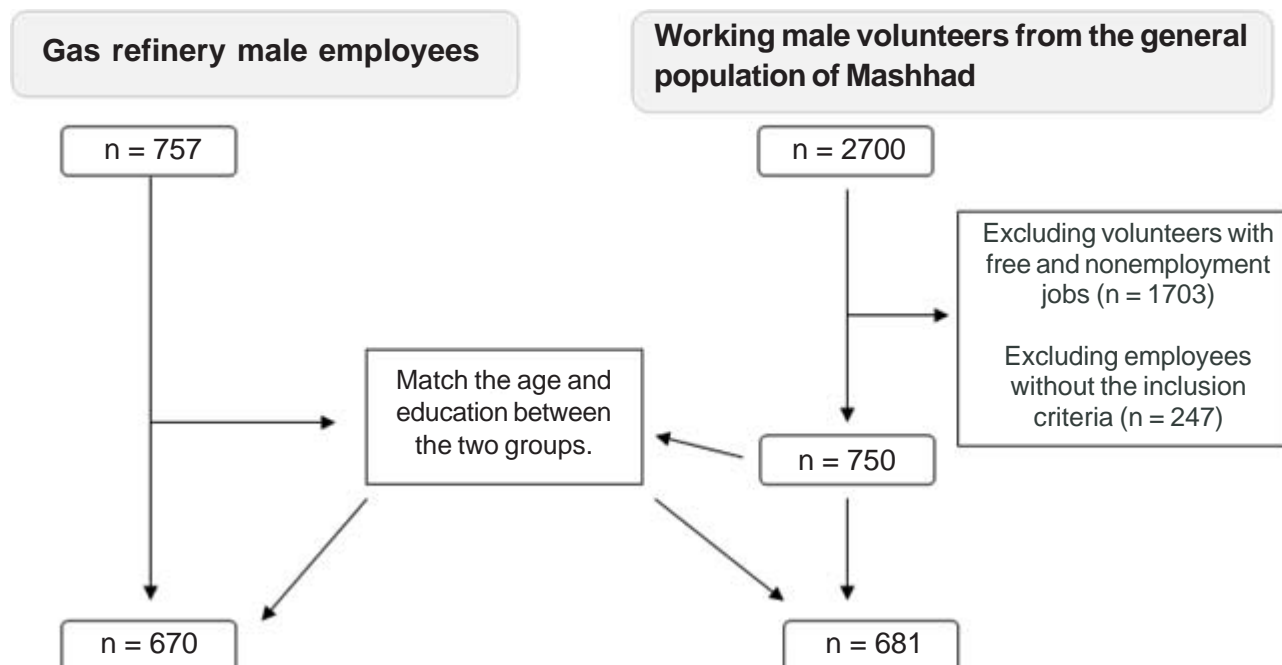 Gas refinery male employees
Working male volunteers from the general
population of Mashhad
n = 757
n = 2700
Excluding volunteers with
free and nonemployment
jobs (n = 1703)
Excluding employees
without the inclusion
criteria (n = 247)
Match the age and
education between
the two groups.
n = 750
n = 670
n = 681